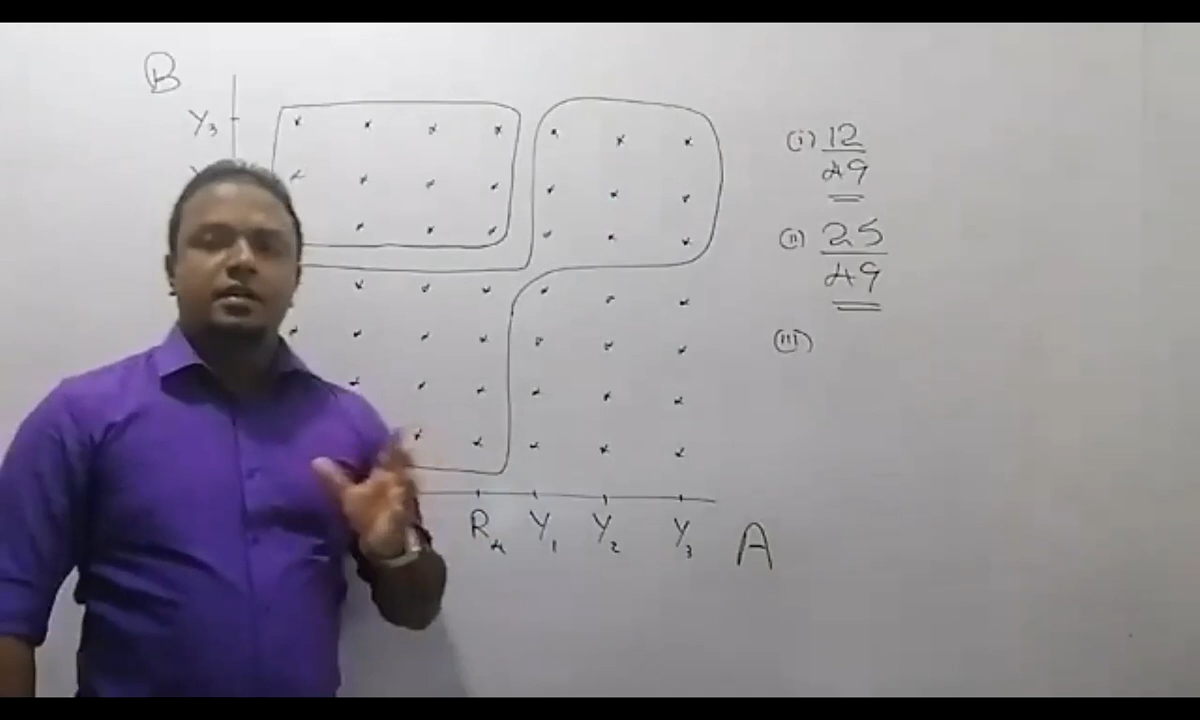 B
Y₃
(i) 12/49
(ii) 25/49
(iii)
R₄ Y₁ Y₂ Y₃ A